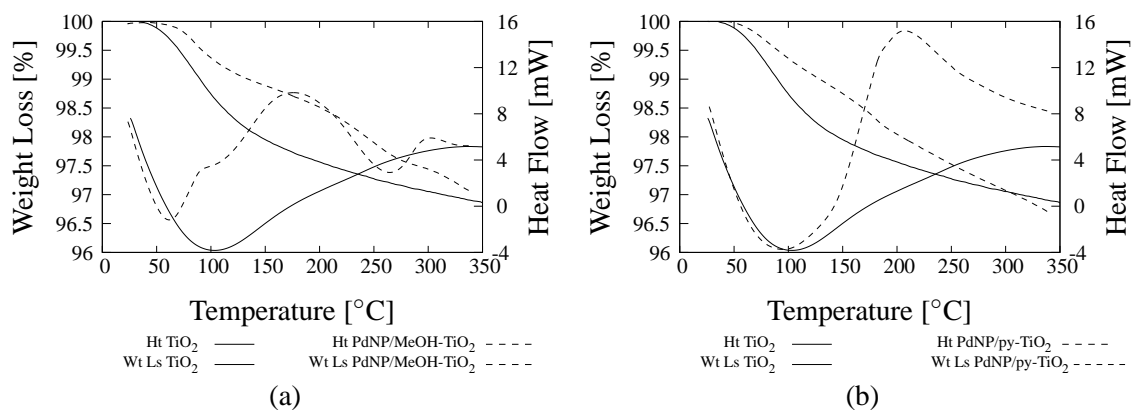 100
99.5
99
98.5
98
97.5
97
96.5
96
Weight Loss [%]
16
12
8
4
0
-4
Heat Flow [mW]
0 50 100 150 200 250 300 350
Temperature [°C]
Ht TiO2
Wt Ls TiO2
Ht PdNP/MeOH-TiO2
Wt Ls PdNP/MeOH-TiO2
(a)
100
99.5
99
98.5
98
97.5
97
96.5
96
Weight Loss [%]
16
12
8
4
0
-4
Heat Flow [mW]
0 50 100 150 200 250 300 350
Temperature [°C]
Ht TiO2
Wt Ls TiO2
Ht PdNP/py-TiO2
Wt Ls PdNP/py-TiO2
(b)